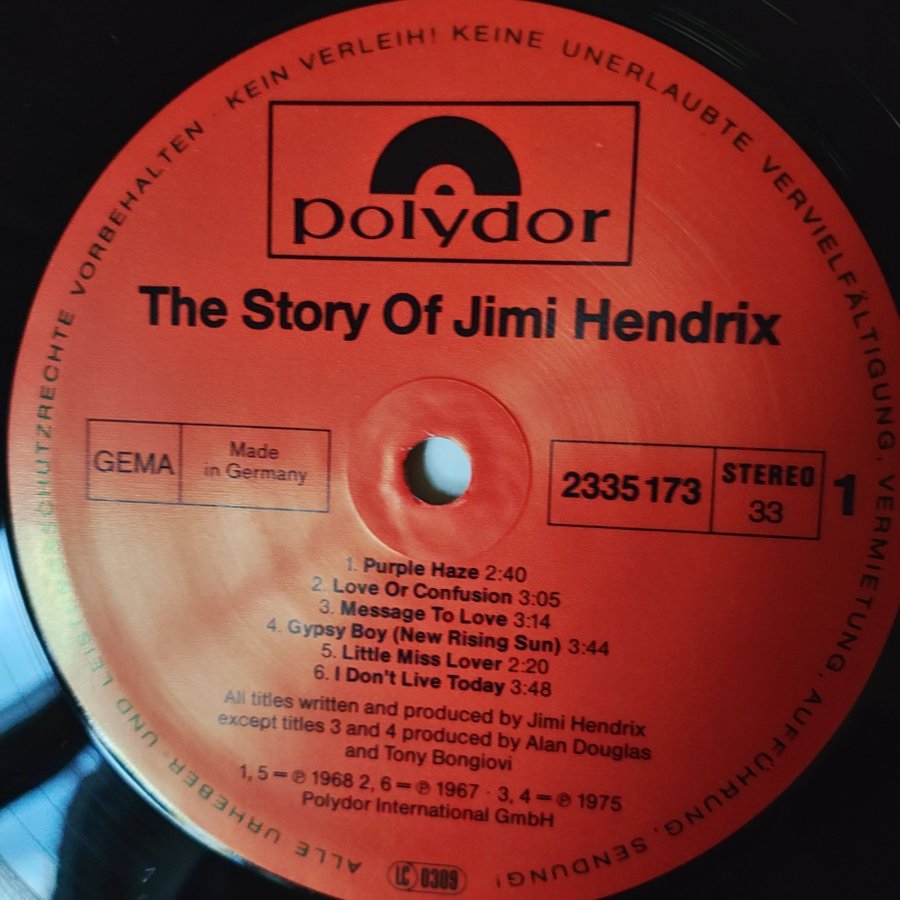 ALLE URHEBER- UND LEISTUNGSSCHUTZRECHTE VORBEHALTEN · KEIN VERLEIH! KEINE UNERLAUBTE VERVIELFÄLTIGUNG, VERMIETUNG, AUFFÜHRUNG, SENDUNG!
polydor
The Story Of Jimi Hendrix
GEMA
Made
in Germany
2335 173
STEREO
33
1
1. Purple Haze 2:40
2. Love Or Confusion 3:05
3. Message To Love 3:14
4. Gypsy Boy (New Rising Sun) 3:44
5. Little Miss Lover 2:20
6. I Don't Live Today 3:48
All titles written and produced by Jimi Hendrix
except titles 3 and 4 produced by Alan Douglas
and Tony Bongiovi
1, 5 = ℗ 1968 2, 6 = ℗ 1967 · 3, 4 = ℗ 1975
Polydor International GmbH
LC 0309